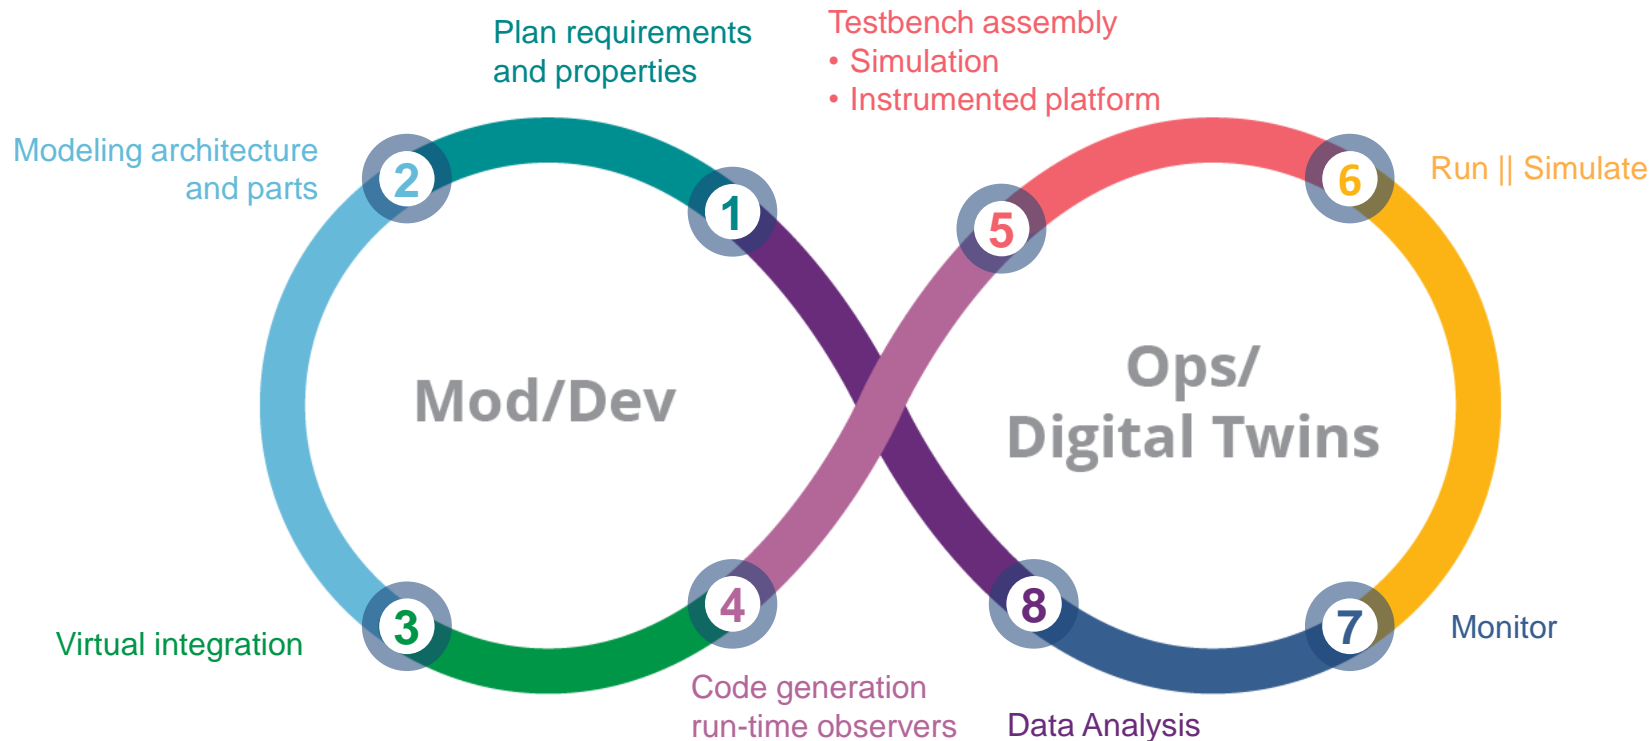 Plan requirements
and properties
Testbench assembly
• Simulation
• Instrumented platform
Modeling architecture
and parts
2
1
5
6
Run || Simulate
Mod/Dev
Ops/
Digital Twins
3
4
8
7
Virtual integration
Monitor
Code generation
run-time observers
Data Analysis